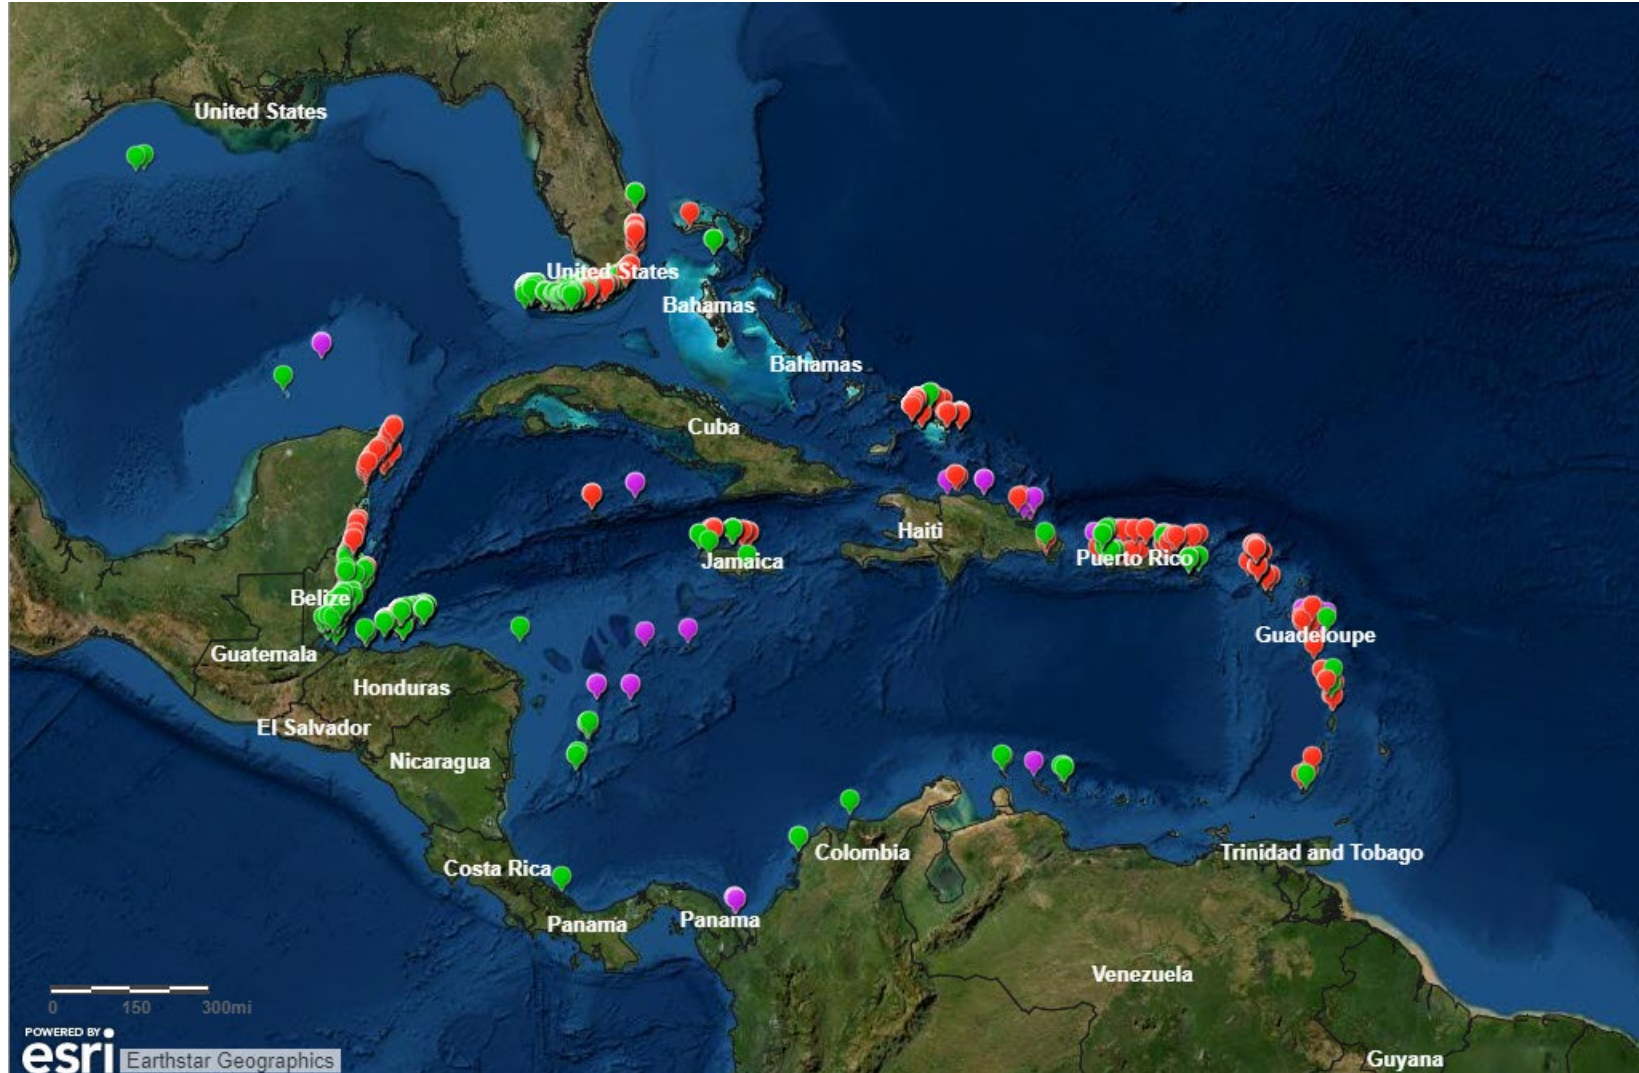 United States
United States
Bahamas
Bahamas
Cuba
Haiti
Jamaica
Puerto Rico
Belize
Guadeloupe
Guatemala
Honduras
El Salvador
Nicaragua
Costa Rica
Colombia
Trinidad and Tobago
Panama
Panama
Venezuela
0 150 300mi
POWERED BY
esri Earthstar Geographics
Guyana